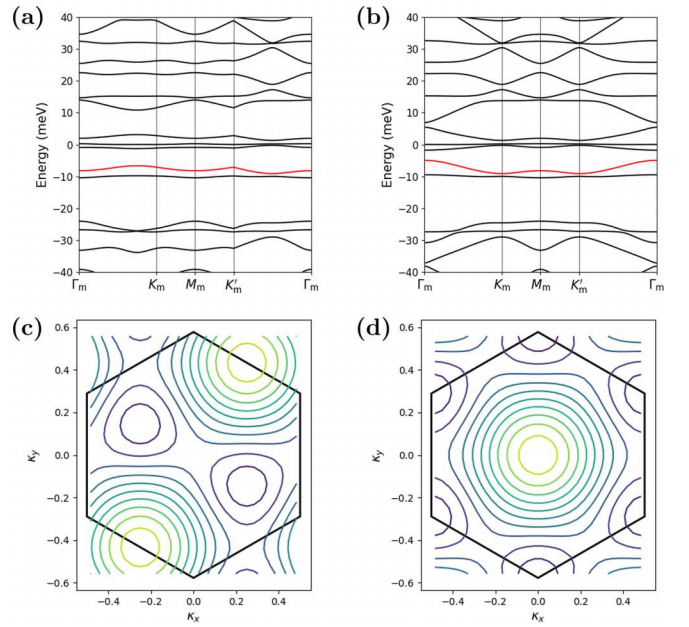 (a) (b)
40 40
30 30
20 20
10 10
0 0
−10 −10
−20 −20
−30 −30
−40 −40
Energy (meV) Energy (meV)
Γm Km Mm K′m Γm Γm Km Mm K′m Γm
(c) (d)
0.6 0.6
0.4 0.4
0.2 0.2
0.0 0.0
−0.2 −0.2
−0.4 −0.4
−0.6 −0.6
κy κy
−0.4 −0.2 0.0 0.2 0.4 −0.4 −0.2 0.0 0.2 0.4
κx κx